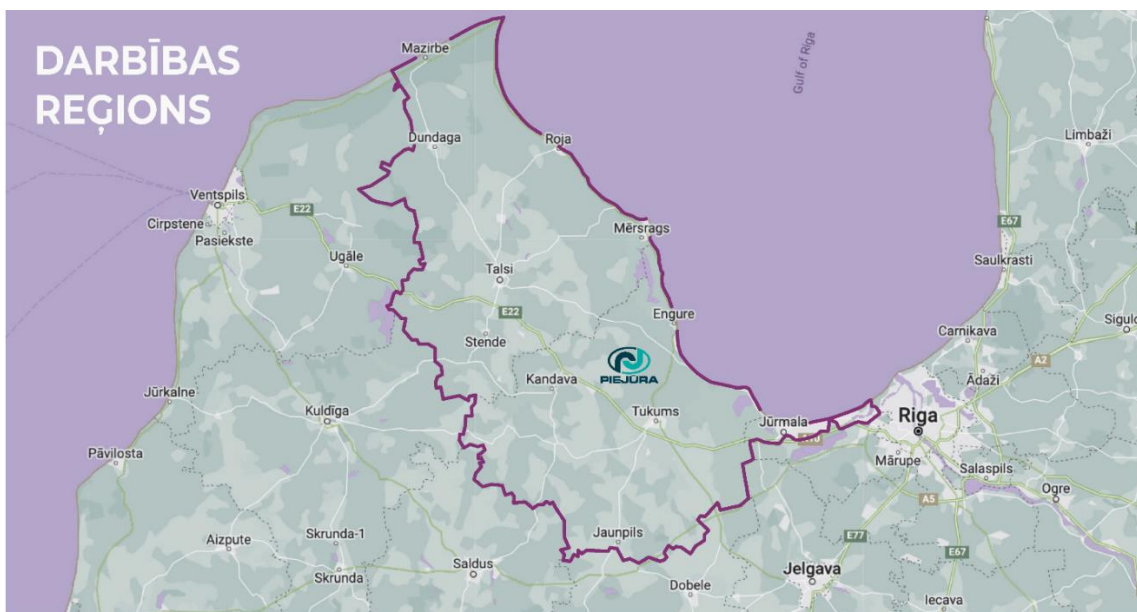 DARBĪBAS
REĢIONS
Mazirbe
Gulf of Riga
Dundaga
Roja
Limbaži
Ventspils
E22
E67
Cirpstene
Pasiekste
Mērsrags
Ugāle
Talsi
Saulkrasti
E22
Engure
Carnikava
Stende
A2
PIEJŪRA
Kandava
Ādaži
Jūrkalne
Kuldīga
Tukums
Jūrmala
Riga
Mārupe
Pāvilosta
Salaspils
A5
Ogre
Aizpute
Skrunda-1
Jaunpils
E77
E67
Skrunda
Saldus
Dobele
Jelgava
Iecava